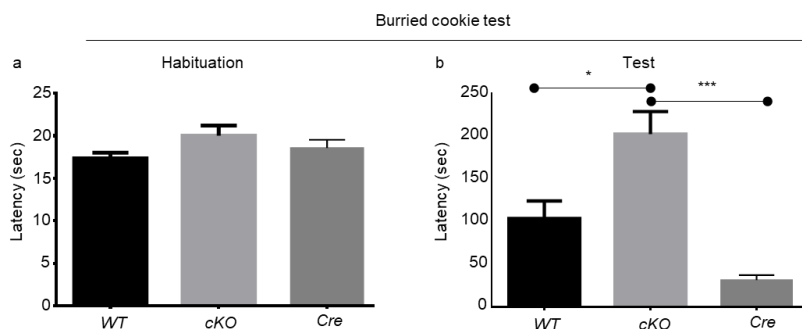 Burried cookie test
a
Habituation
Latency (sec)
25
20
15
10
5
0
WT
cKO
Cre
b
Test
Latency (sec)
250
200
150
100
50
0
*
***
WT
cKO
Cre